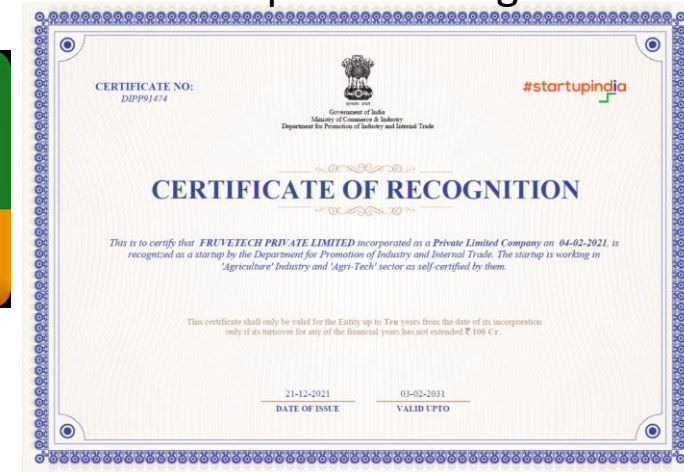 CERTIFICATE NO:
DIPP91474
#startupindia
Government of India
Ministry of Commerce & Industry
Department for Promotion of Industry and Internal Trade
CERTIFICATE OF RECOGNITION
This is to certify that FRUVETECH PRIVATE LIMITED incorporated as a Private Limited Company on 04-02-2021, is
recognized as a startup by the Department for Promotion of Industry and Internal Trade. The startup is working in
'Agriculture' Industry and 'Agri-Tech' sector as self-certified by them.
This certificate shall only be valid for the Entity up to Ten years from the date of its incorporation
only if its turnover for any of the financial years has not extended ₹ 100 Cr.
21-12-2021 03-02-2031
DATE OF ISSUE VALID UPTO